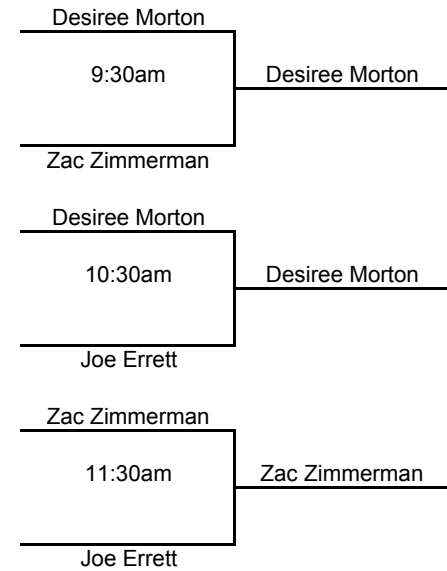 Desiree Morton
9:30am
Desiree Morton
Zac Zimmerman
Desiree Morton
10:30am
Desiree Morton
Joe Errett
Zac Zimmerman
11:30am
Zac Zimmerman
Joe Errett